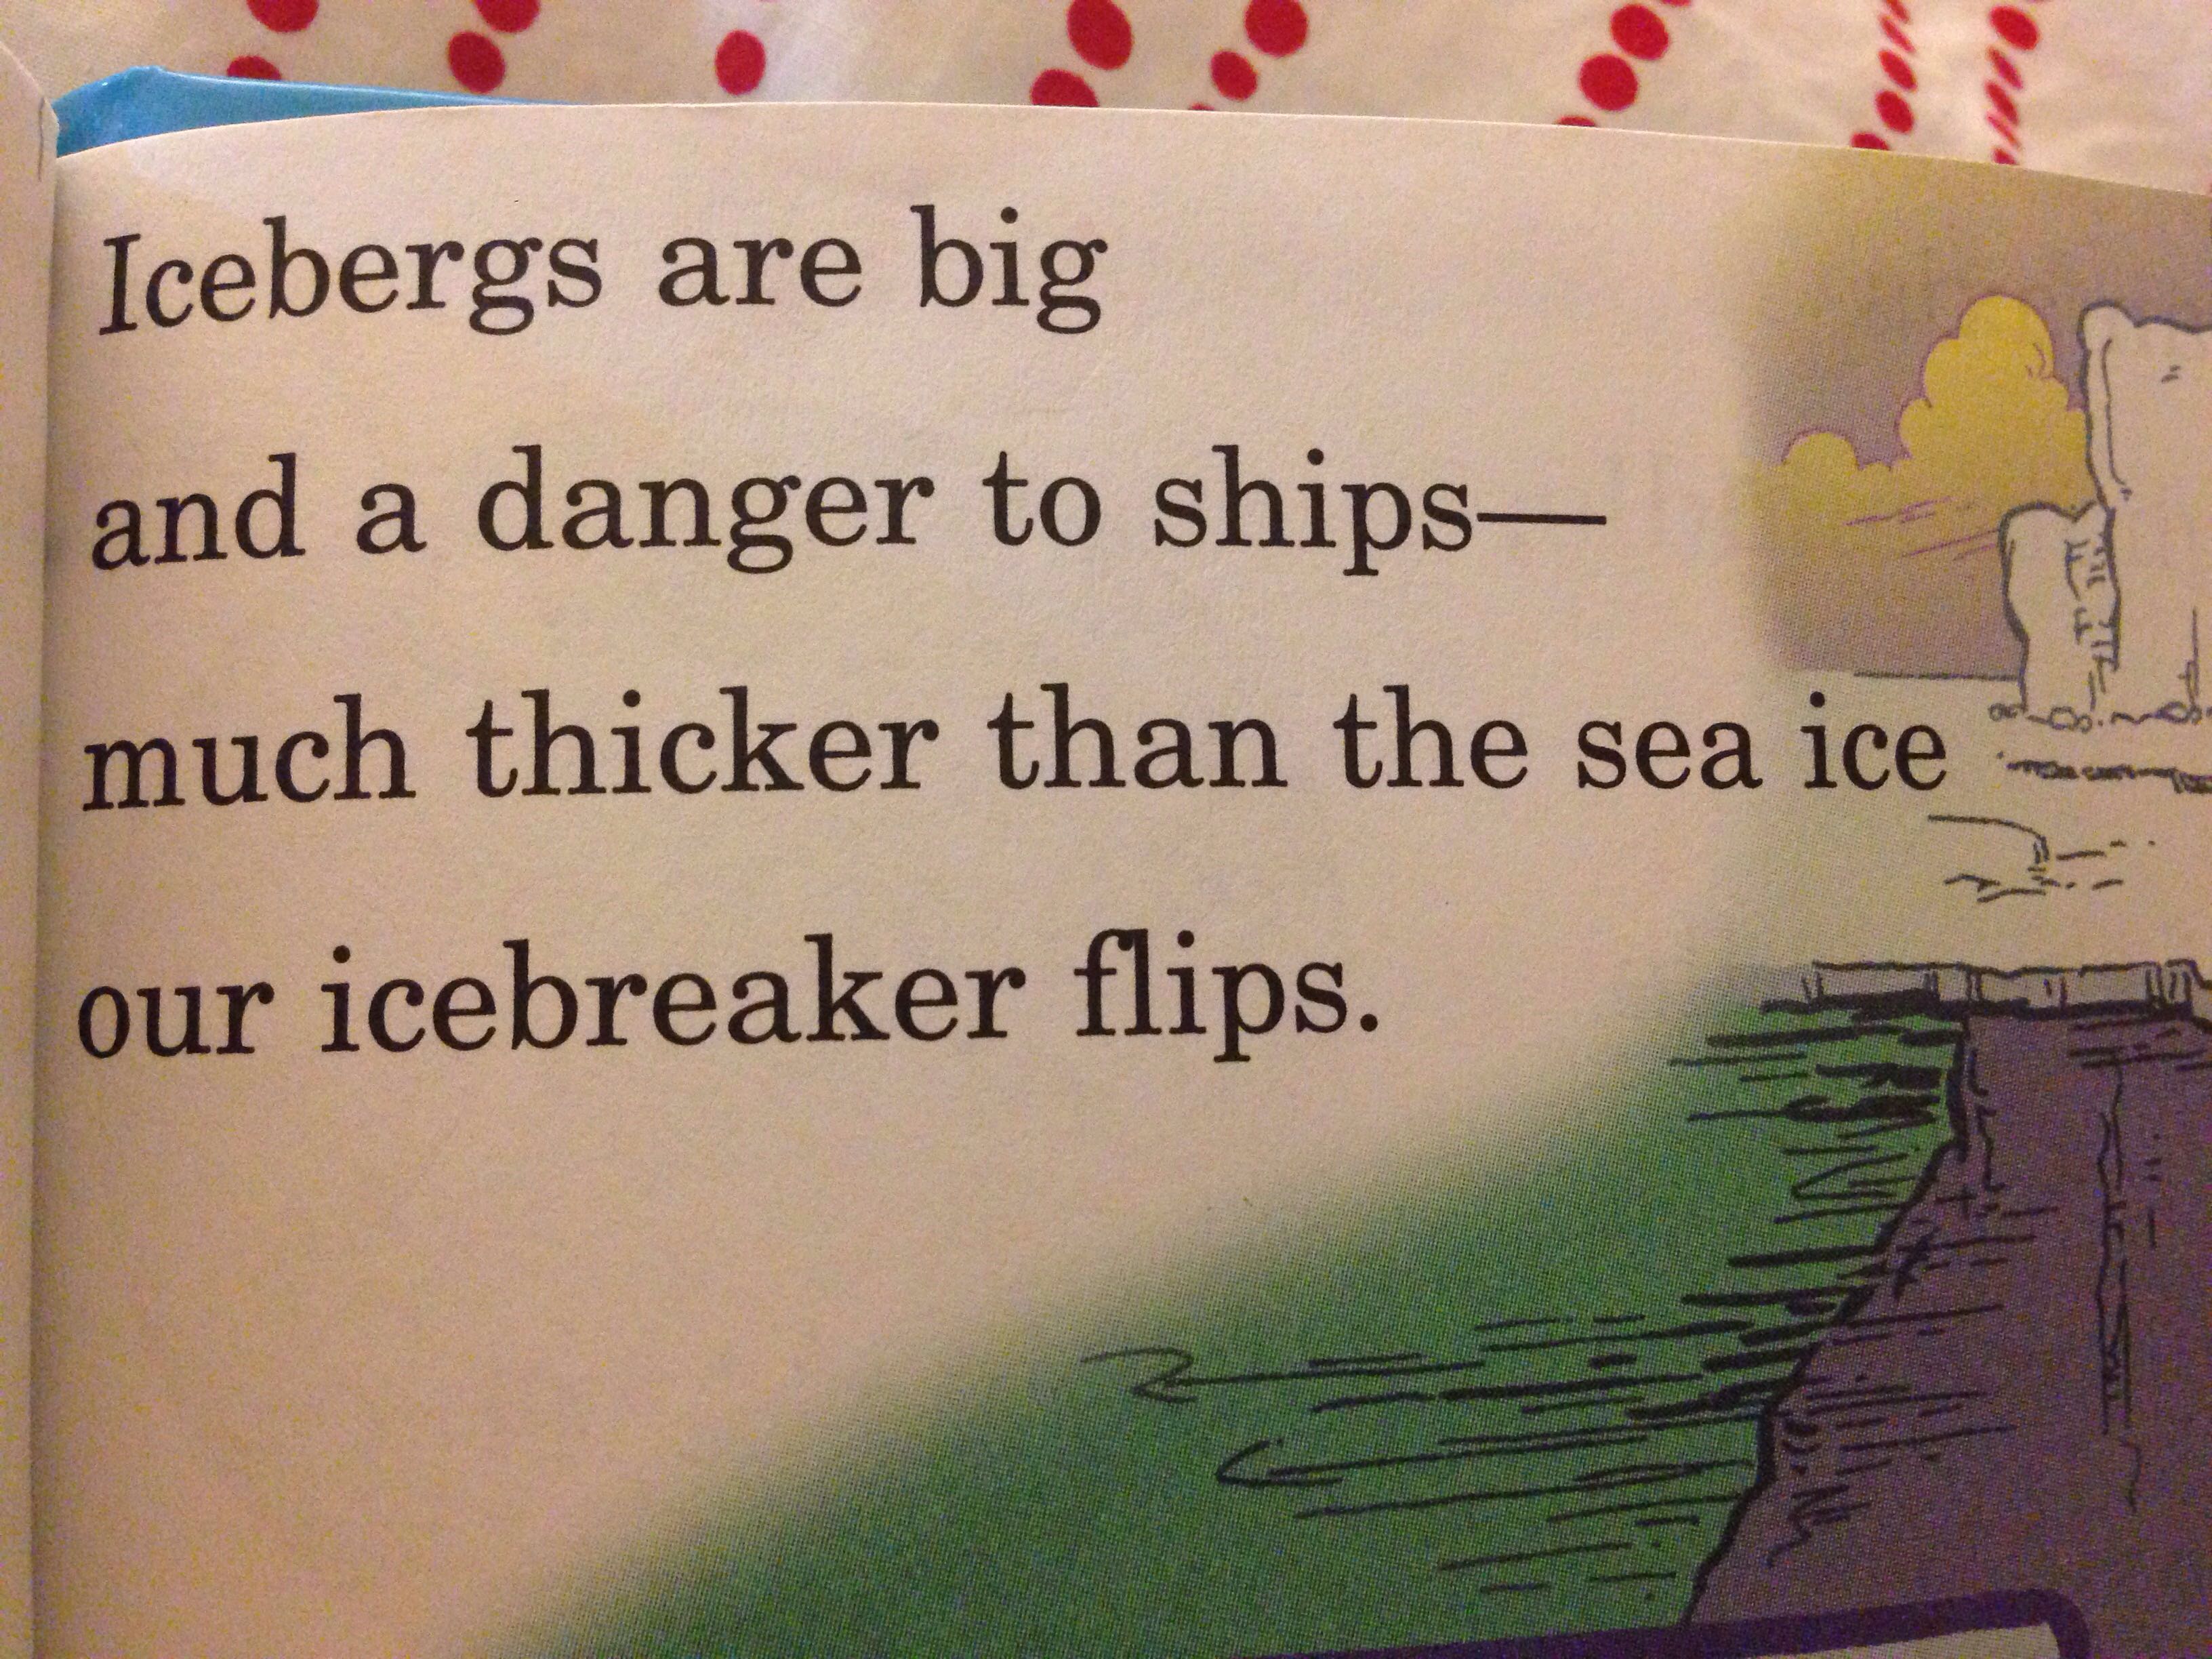 Icebergs are big
and a danger to ships—
much thicker than the sea ice
our icebreaker flips.